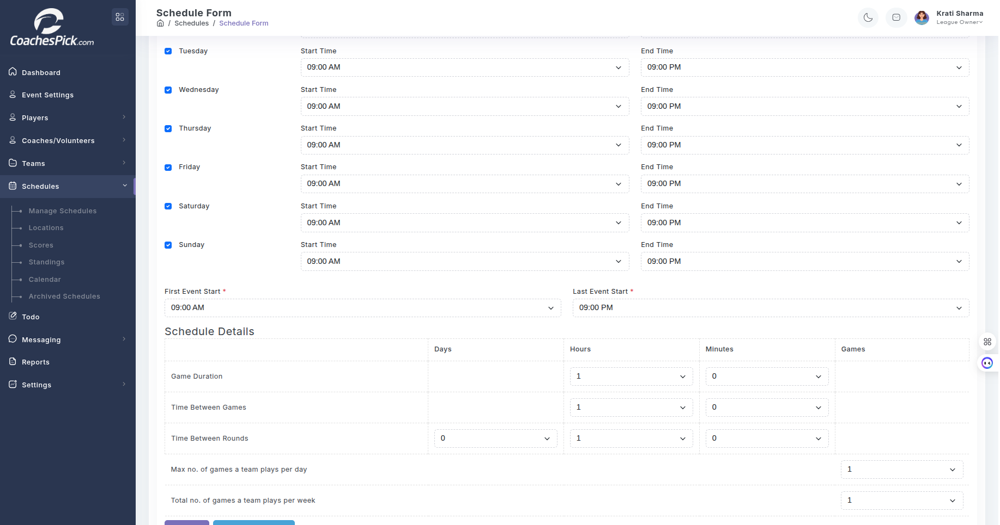 CoachesPick.com
Schedule Form
/ Schedules / Schedule Form
Krati Sharma
League Owner
Dashboard
Event Settings
Players
Coaches/Volunteers
Teams
Schedules
Manage Schedules
Locations
Scores
Standings
Calendar
Archived Schedules
Todo
Messaging
Reports
Settings
Tuesday Start Time End Time
09:00 AM 09:00 PM
Wednesday Start Time End Time
09:00 AM 09:00 PM
Thursday Start Time End Time
09:00 AM 09:00 PM
Friday Start Time End Time
09:00 AM 09:00 PM
Saturday Start Time End Time
09:00 AM 09:00 PM
Sunday Start Time End Time
09:00 AM 09:00 PM
First Event Start * Last Event Start *
09:00 AM 09:00 PM
Schedule Details
Days Hours Minutes Games
Game Duration 1 0
Time Between Games 1 0
Time Between Rounds 0 1 0
Max no. of games a team plays per day 1
Total no. of games a team plays per week 1